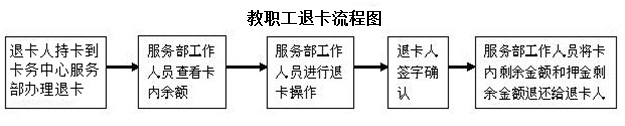 教职工退卡流程图
退卡人持卡到
卡务中心服务
部办理退卡
服务部工作
人员查看卡
内余额
服务部工作
人员进行退
卡操作
退卡人
签字确
认
服务部工作人员将卡
内剩余金额和押金剩
余金额退还给退卡人